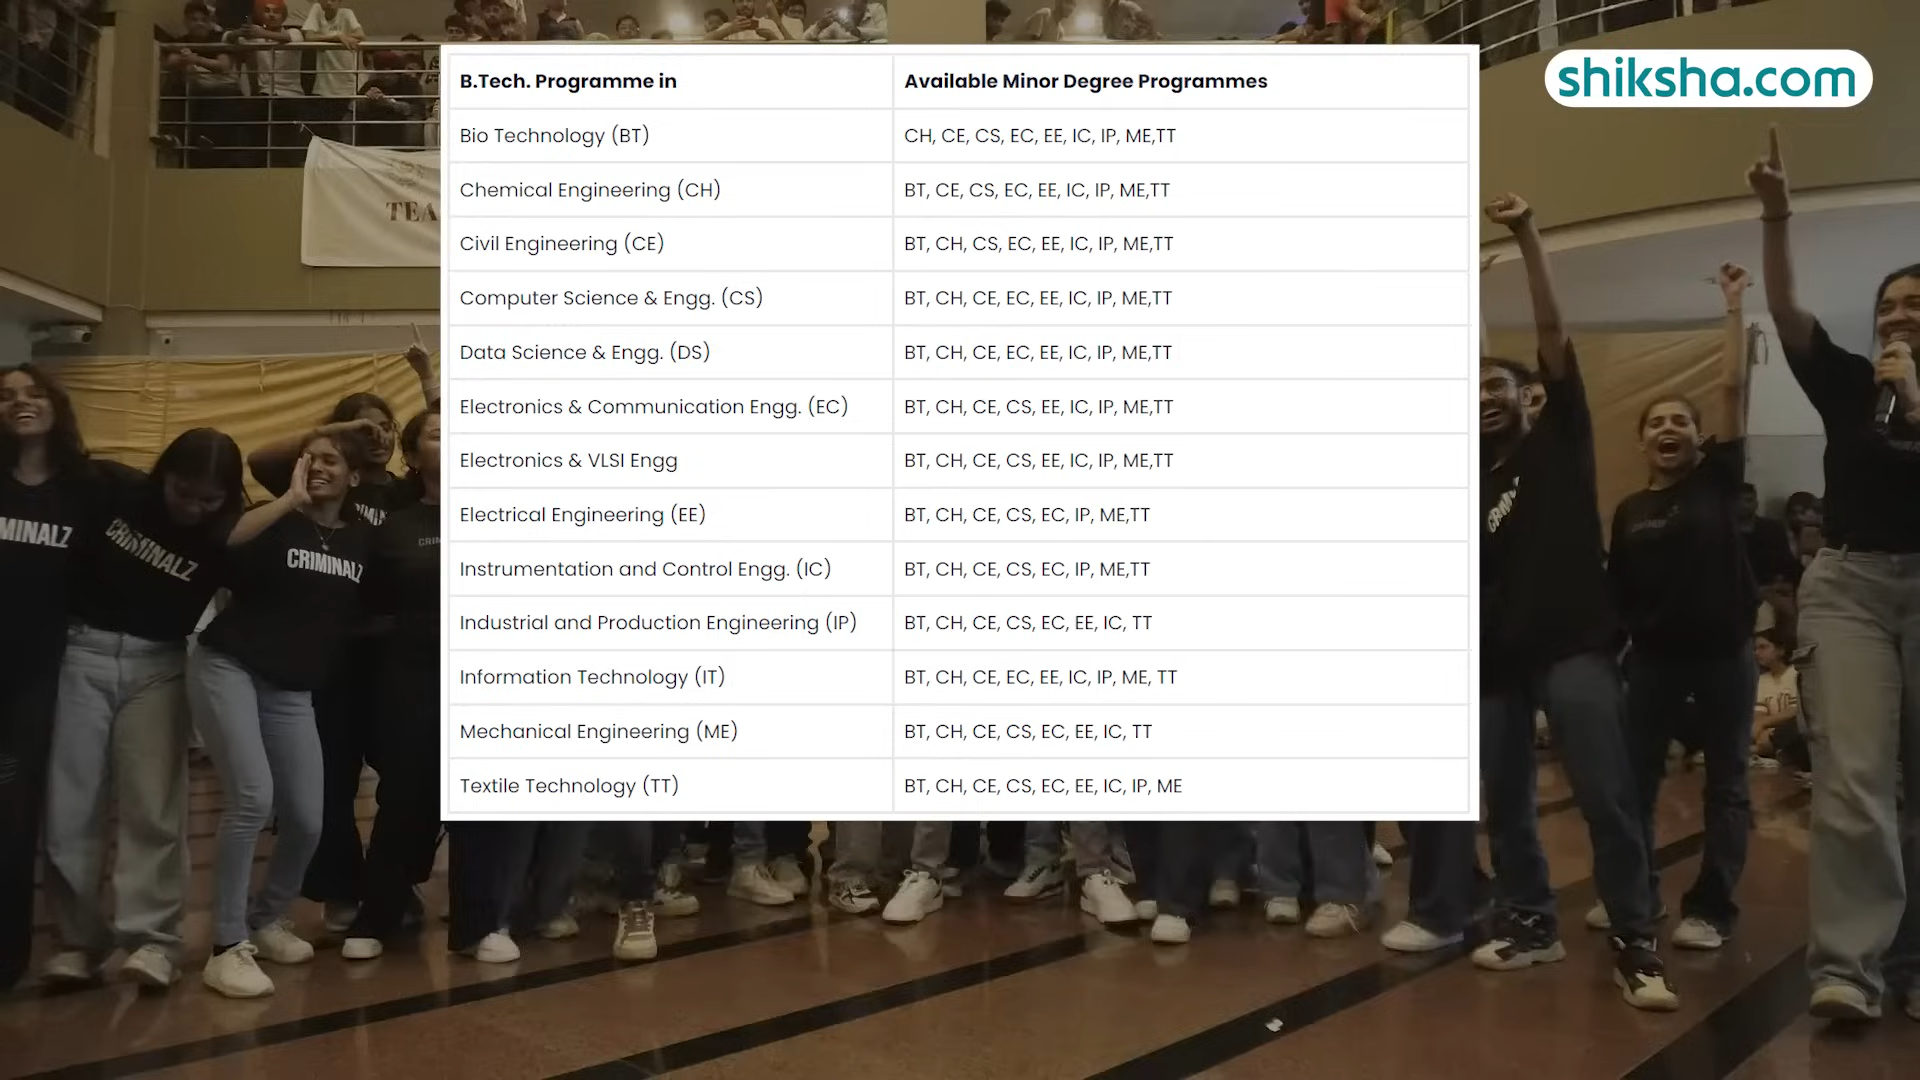 shiksha.com
B.Tech. Programme in Available Minor Degree Programmes
Bio Technology (BT) CH, CE, CS, EC, EE, IC, IP, ME,TT
Chemical Engineering (CH) BT, CE, CS, EC, EE, IC, IP, ME,TT
Civil Engineering (CE) BT, CH, CS, EC, EE, IC, IP, ME,TT
Computer Science & Engg. (CS) BT, CH, CE, EC, EE, IC, IP, ME,TT
Data Science & Engg. (DS) BT, CH, CE, EC, EE, IC, IP, ME,TT
Electronics & Communication Engg. (EC) BT, CH, CE, CS, EE, IC, IP, ME,TT
Electronics & VLSI Engg BT, CH, CE, CS, EE, IC, IP, ME,TT
Electrical Engineering (EE) BT, CH, CE, CS, EC, IP, ME,TT
Instrumentation and Control Engg. (IC) BT, CH, CE, CS, EC, IP, ME,TT
Industrial and Production Engineering (IP) BT, CH, CE, CS, EC, EE, IC, TT
Information Technology (IT) BT, CH, CE, EC, EE, IC, IP, ME, TT
Mechanical Engineering (ME) BT, CH, CE, CS, EC, EE, IC, TT
Textile Technology (TT) BT, CH, CE, CS, EC, EE, IC, IP, ME
TEA
MINALZ
CRIMINALZ
CRIMINALZ